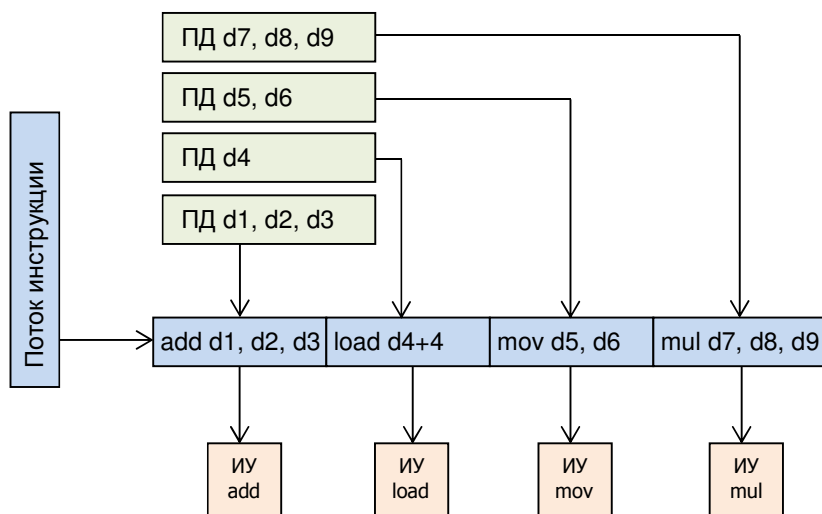 ПД d7, d8, d9
ПД d5, d6
ПД d4
ПД d1, d2, d3
Поток инструкции
add d1, d2, d3
load d4+4
mov d5, d6
mul d7, d8, d9
ИУ
add
ИУ
load
ИУ
mov
ИУ
mul